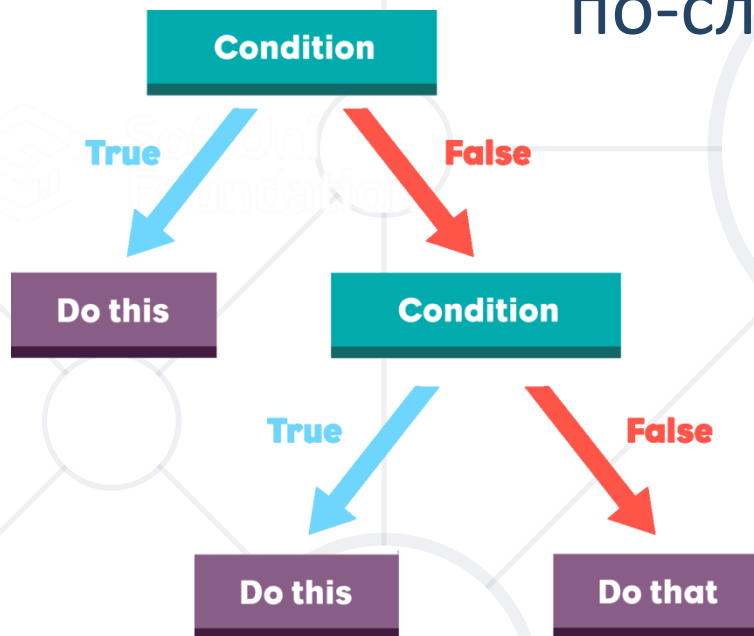 по-сл
Condition
True
False
Do this
Condition
True
False
Do this
Do that